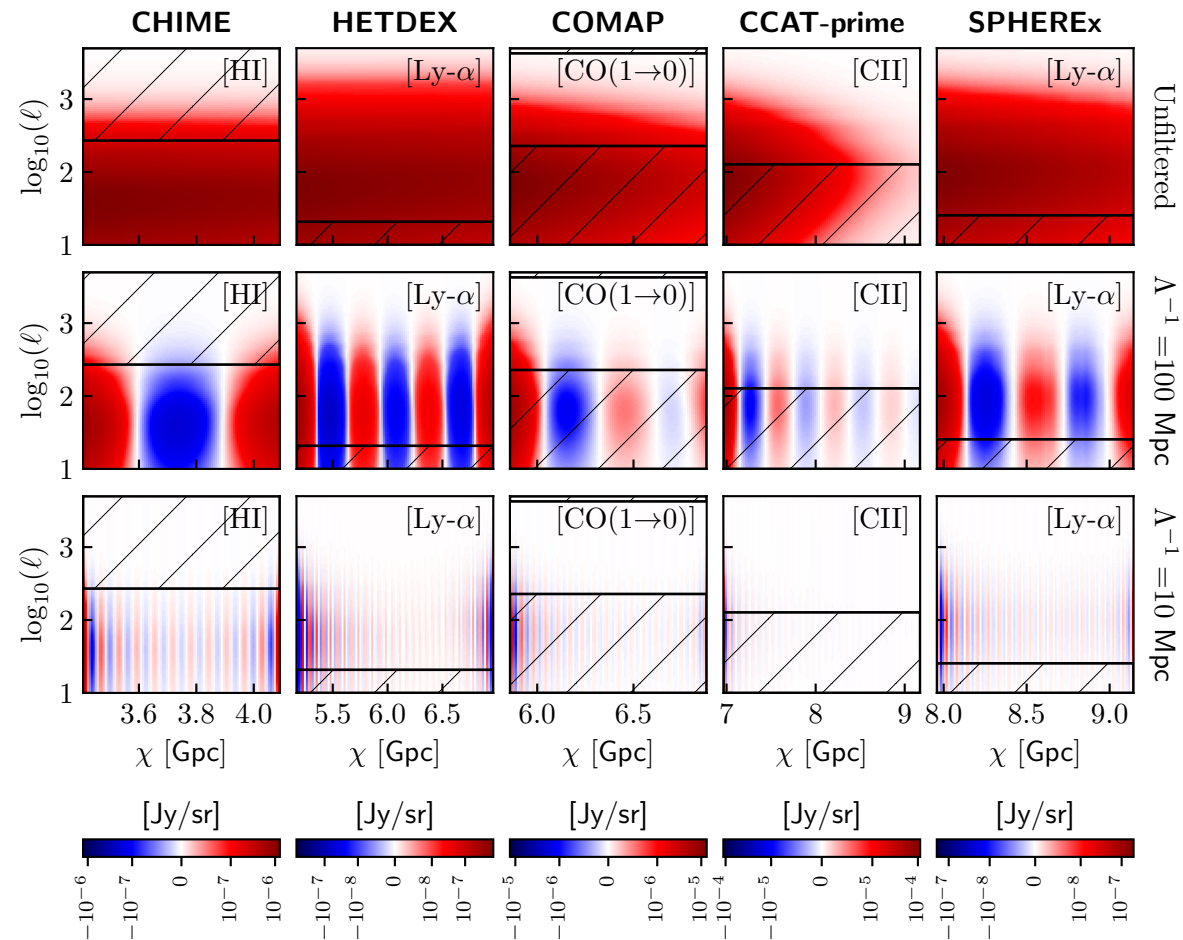 CHIME HETDEX COMAP CCAT-prime SPHEREx
[HI] [Ly-α] [CO(1→0)] [CII] [Ly-α]
log₁₀(ℓ)
3
2
1
Unfiltered
[HI] [Ly-α] [CO(1→0)] [CII] [Ly-α]
log₁₀(ℓ)
3
2
1
Λ⁻¹=100 Mpc
[HI] [Ly-α] [CO(1→0)] [CII] [Ly-α]
log₁₀(ℓ)
3
2
1
Λ⁻¹=10 Mpc
3.6 4.0 5.5 6.0 6.5 6.0 6.5 7 8 9 8.0 8.5 9.0
χ [Gpc] χ [Gpc] χ [Gpc] χ [Gpc] χ [Gpc]
[Jy/sr] [Jy/sr] [Jy/sr] [Jy/sr] [Jy/sr]
−10⁻⁶ −10⁻⁷ 0 10⁻⁷ 10⁻⁶ −10⁻⁷ −10⁻⁸ 0 10⁻⁸ 10⁻⁷ −10⁻⁵ −10⁻⁶ 0 10⁻⁶ 10⁻⁵ −10⁻⁴ −10⁻⁵ 0 10⁻⁵ 10⁻⁴ −10⁻⁷ −10⁻⁸ 0 10⁻⁸ 10⁻⁷